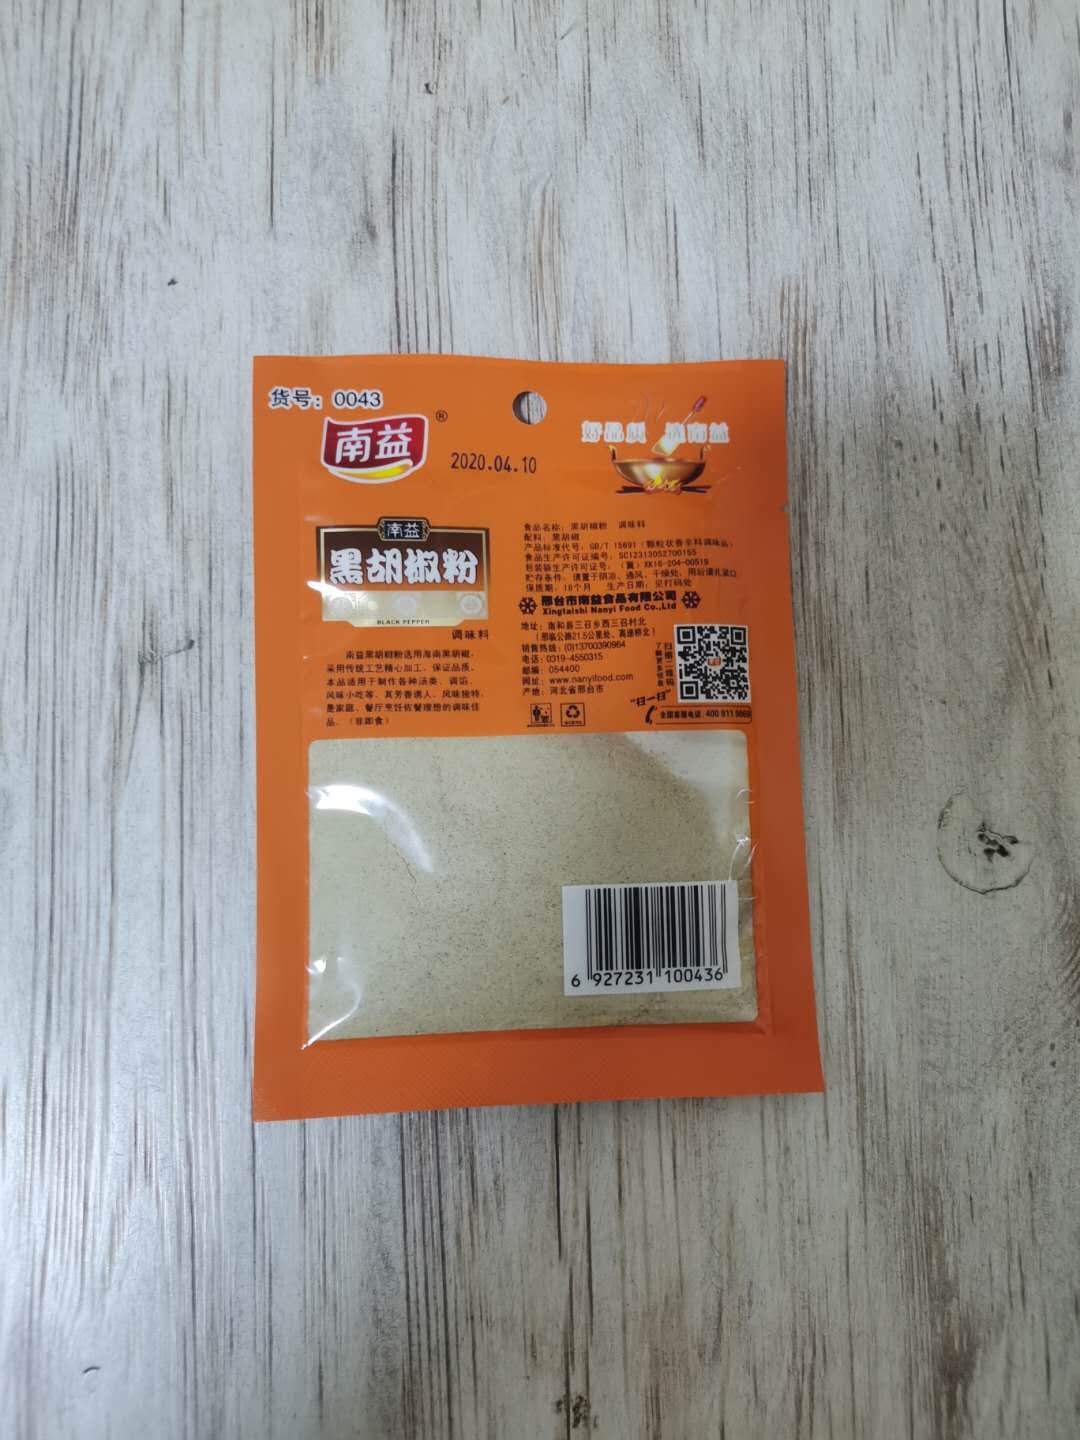 货号：0043
南益®
2020.04.10
好品质 选南益
南益
黑胡椒粉
BLACK PEPPER
调味料
南益黑胡椒粉选用海南黑胡椒，
采用传统工艺精心加工，保证品质。
本品适用于制作各种汤类、调馅、
风味小吃等，其芳香诱人，风味独特，
是家庭、餐厅烹饪佐餐理想的调味佳
品。（非即食）
食品名称：黑胡椒粉 调味料
配料：黑胡椒
产品标准代号：GB/T 15691（颗粒状香辛料调味品）
食品生产许可证编号：SC12313052700155
包装袋生产许可证号：（冀）XK16-204-00519
贮存条件：请置于阴凉、通风、干燥处，用后请扎紧口
保质期：18个月 生产日期：见打码处
邢台市南益食品有限公司
Xingtaishi Nanyi Food Co.,Ltd
地址：南和县三召乡西三召村北
（邢临公路21.5公里处、高速桥北）
销售热线：(0)13700390964
电话：0319-4550315
邮编：054400
网址：www.nanyifood.com
产地：河北省邢台市
扫描二维码
了解更多信息
“扫一扫”
全国客服电话：400 811 9869
6 927231 100436